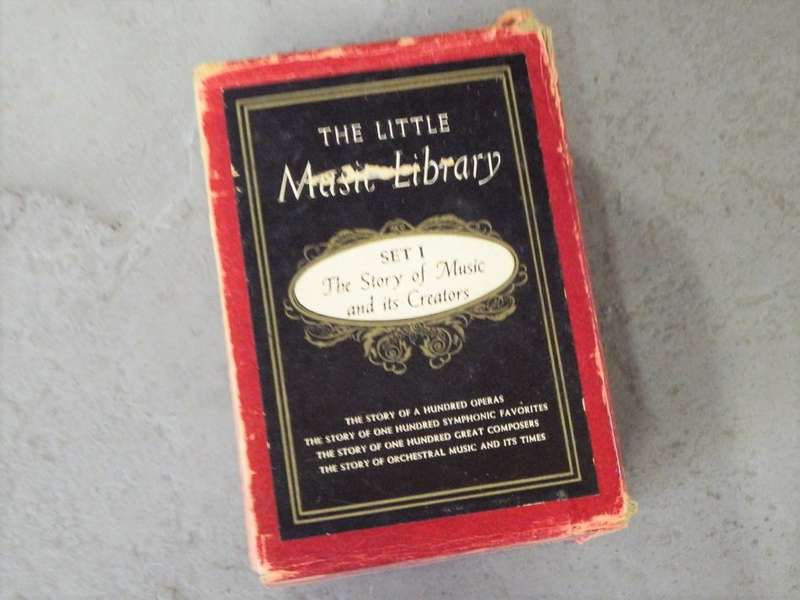 THE LITTLE
Music Library
SET I
The Story of Music
and its Creators
THE STORY OF A HUNDRED OPERAS
THE STORY OF ONE HUNDRED SYMPHONIC FAVORITES
THE STORY OF ONE HUNDRED GREAT COMPOSERS
THE STORY OF ORCHESTRAL MUSIC AND ITS TIMES